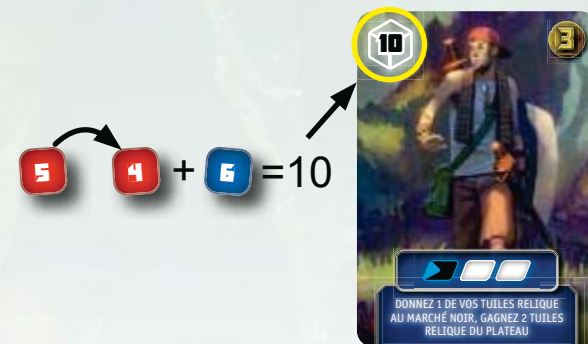 10
3
5 4 + 6 =10
DONNEZ 1 DE VOS TUILES RELIQUE
AU MARCHÉ NOIR, GAGNEZ 2 TUILES
RELIQUE DU PLATEAU